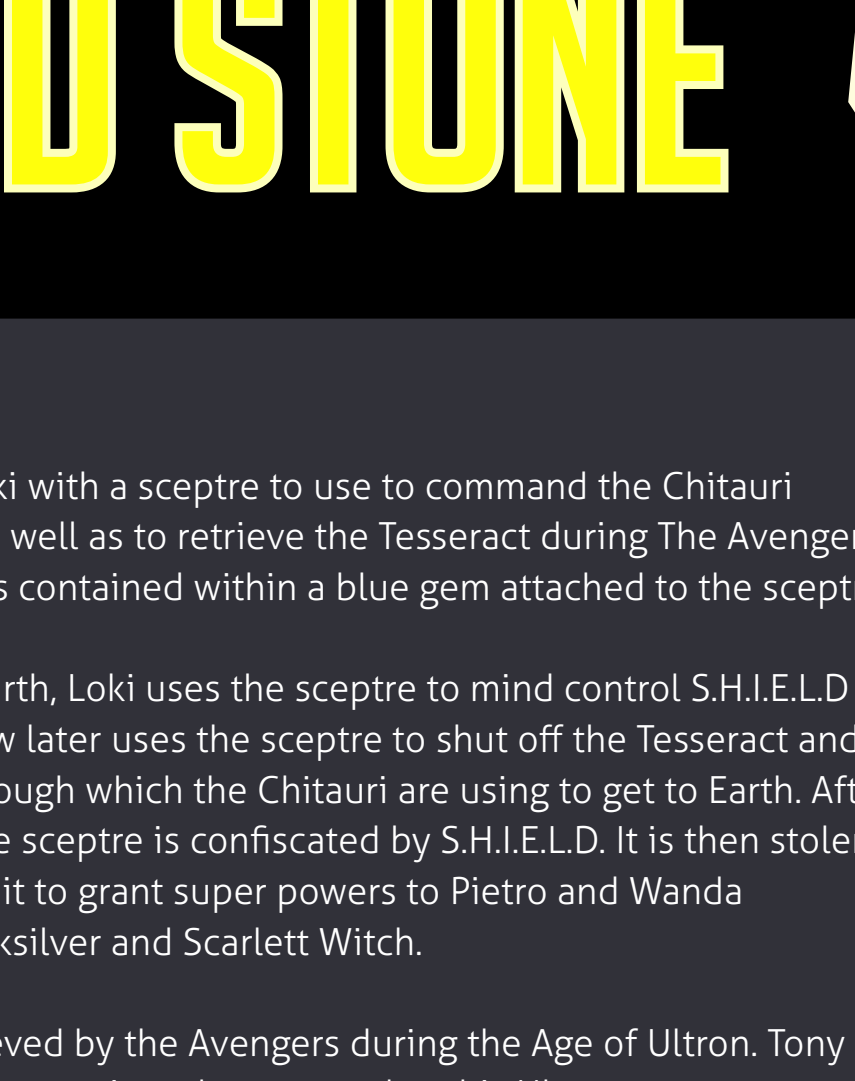 D STONE
ki with a sceptre to use to command the Chitauri
well as to retrieve the Tesseract during The Avenger
s contained within a blue gem attached to the sceptr
rth, Loki uses the sceptre to mind control S.H.I.E.L.D
w later uses the sceptre to shut off the Tesseract and
ough which the Chitauri are using to get to Earth. Aft
e sceptre is confiscated by S.H.I.E.L.D. It is then stolen
it to grant super powers to Pietro and Wanda
ksilver and Scarlett Witch.
eved by the Avengers during the Age of Ultron. Tony